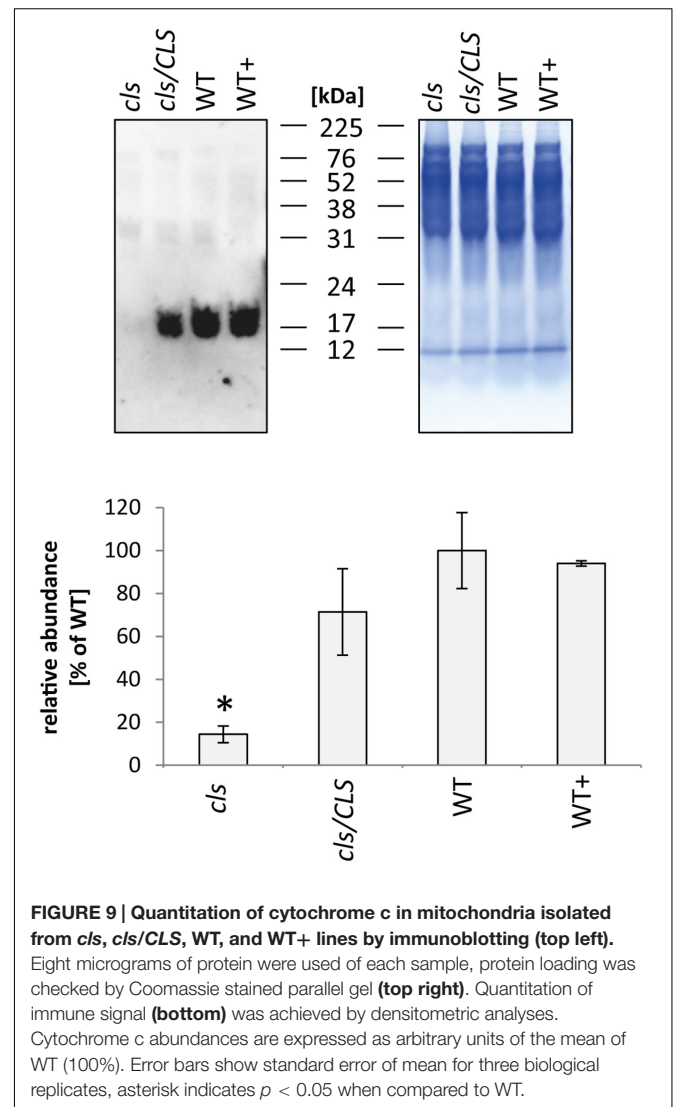 cls cls/CLS WT WT+ [kDa] cls cls/CLS WT WT+
— 225 —
— 76 —
— 52 —
— 38 —
— 31 —
— 24 —
— 17 —
— 12 —
relative abundance
[% of WT]
120
100
80
60
40
20
0
*
cls cls/CLS WT WT+
FIGURE 9 | Quantitation of cytochrome c in mitochondria isolated
from cls, cls/CLS, WT, and WT+ lines by immunoblotting (top left).
Eight micrograms of protein were used of each sample, protein loading was
checked by Coomassie stained parallel gel (top right). Quantitation of
immune signal (bottom) was achieved by densitometric analyses.
Cytochrome c abundances are expressed as arbitrary units of the mean of
WT (100%). Error bars show standard error of mean for three biological
replicates, asterisk indicates p < 0.05 when compared to WT.